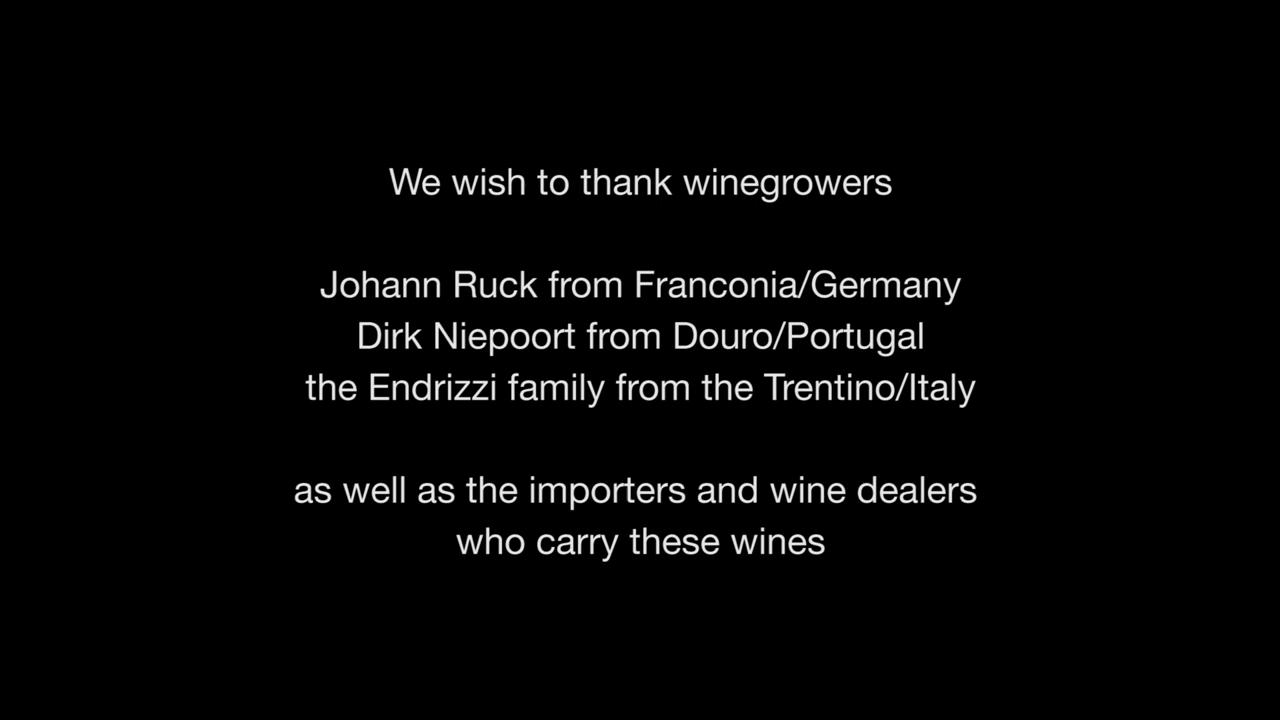 We wish to thank winegrowers
Johann Ruck from Franconia/Germany
Dirk Niepoort from Douro/Portugal
the Endrizzi family from the Trentino/Italy
as well as the importers and wine dealers
who carry these wines